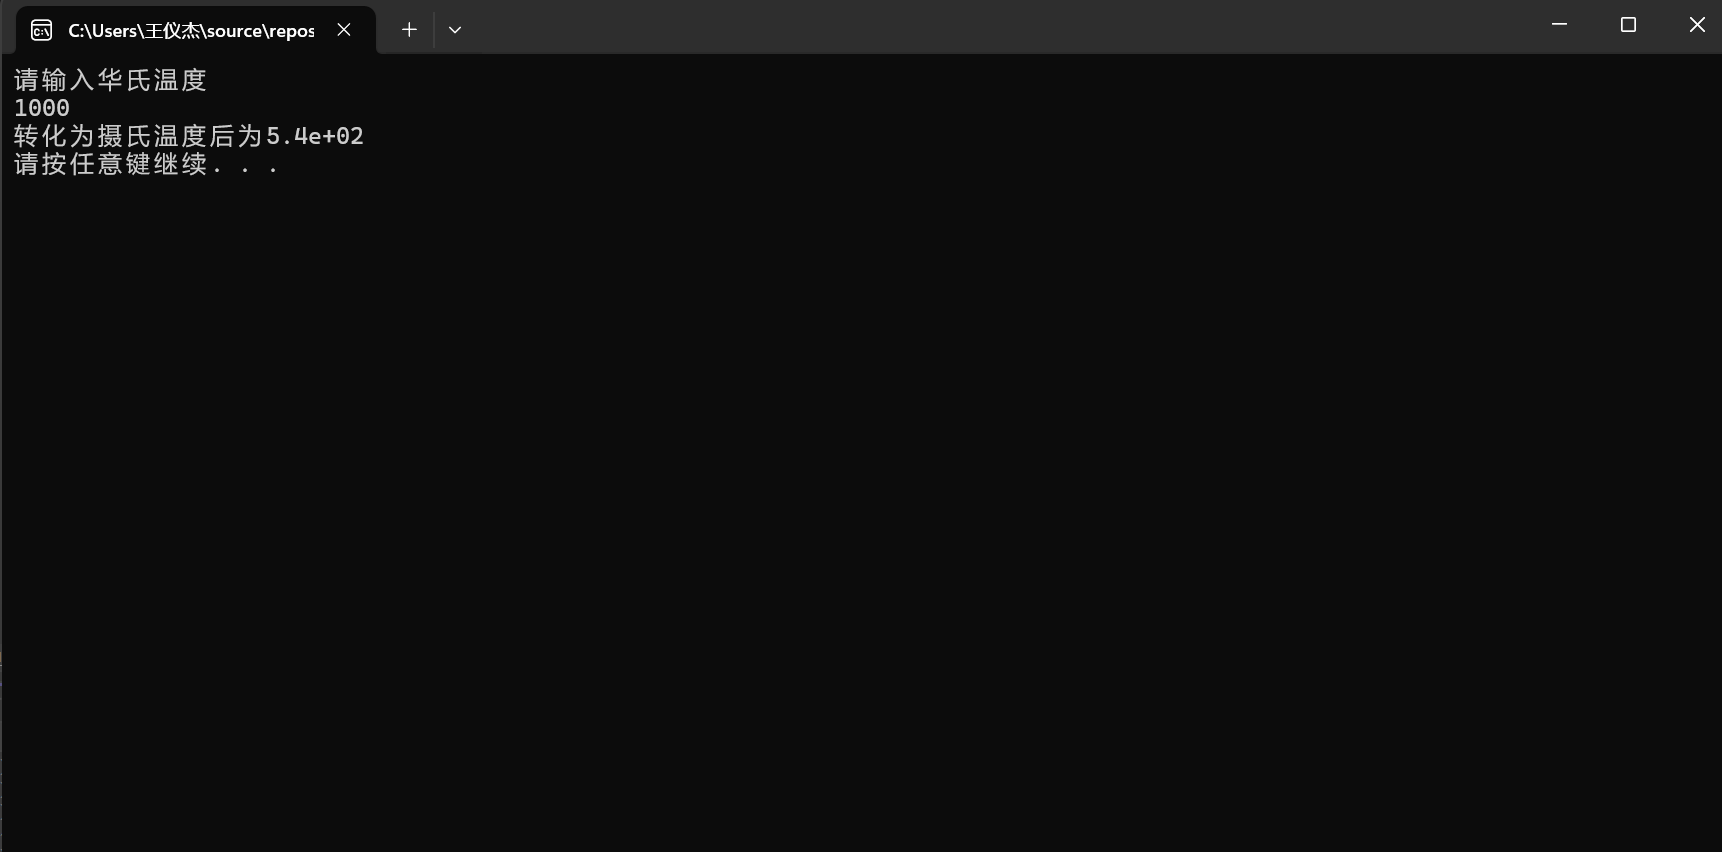 C:\Users\王仪杰\source\repos
请输入华氏温度
1000
转化为摄氏温度后为5.4e+02
请按任意键继续. . .